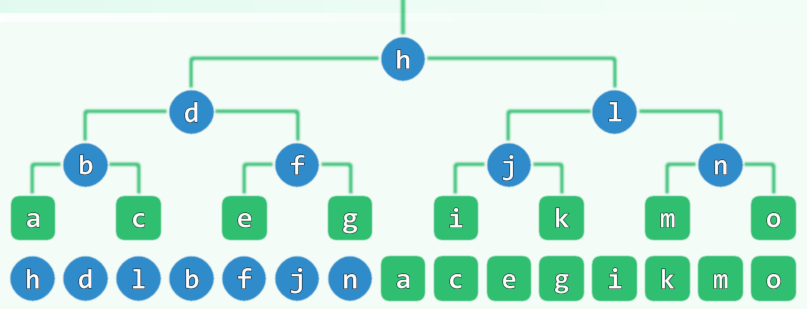 h
d l
b f j n
a c e g i k m o
h d l b f j n a c e g i k m o